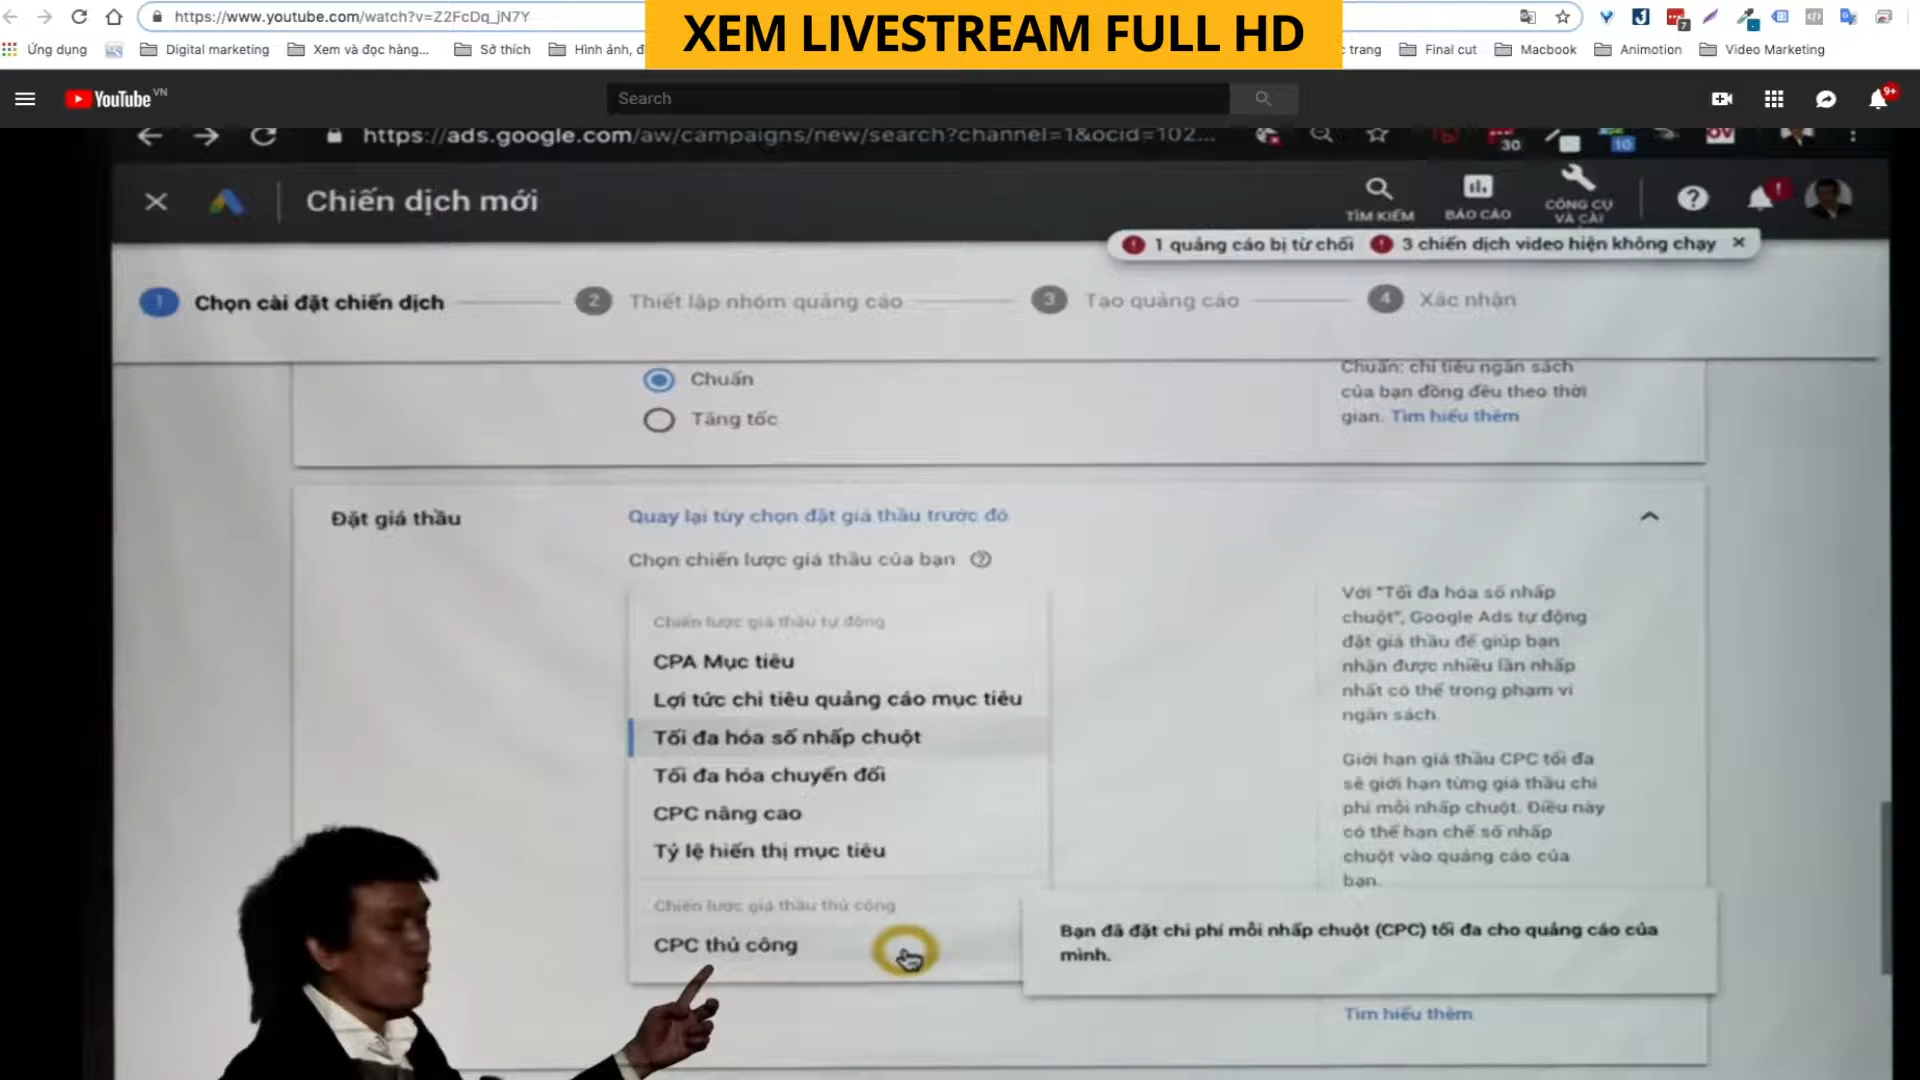 https://www.youtube.com/watch?v=Z2FcDq_jN7Y
XEM LIVESTREAM FULL HD
7
Ứng dụng
Digital marketing
Xem và đọc hàng...
Sở thích
Hình ảnh, đ
trang
Final cut
Macbook
Animotion
Video Marketing
YouTube VN
Search
9+
https://ads.google.com/aw/campaigns/new/search?channel=1&ocid=102...
30
10
Chiến dịch mới
TÌM KIẾM
BÁO CÁO
CÔNG CỤ
VÀ CÀI
1 quảng cáo bị từ chối
3 chiến dịch video hiện không chạy
1 Chọn cài đặt chiến dịch
2 Thiết lập nhóm quảng cáo
3 Tạo quảng cáo
4 Xác nhận
Chuẩn
Tăng tốc
Chuẩn: chi tiêu ngân sách
của bạn đồng đều theo thời
gian. Tìm hiểu thêm
Đặt giá thầu
Quay lại tùy chọn đặt giá thầu trước đó
Chọn chiến lược giá thầu của bạn
Chiến lược giá thầu tự động
CPA Mục tiêu
Lợi tức chi tiêu quảng cáo mục tiêu
Tối đa hóa số nhấp chuột
Tối đa hóa chuyển đổi
CPC nâng cao
Tỷ lệ hiển thị mục tiêu
Chiến lược giá thầu thủ công
CPC thủ công
Với "Tối đa hóa số nhấp
chuột", Google Ads tự động
đặt giá thầu để giúp bạn
nhận được nhiều lần nhấp
nhất có thể trong phạm vi
ngân sách.
Giới hạn giá thầu CPC tối đa
sẽ giới hạn từng giá thầu chi
phí mỗi nhấp chuột. Điều này
có thể hạn chế số nhấp
chuột vào quảng cáo của
bạn.
Bạn đã đặt chi phí mỗi nhấp chuột (CPC) tối đa cho quảng cáo của
mình.
Tìm hiểu thêm